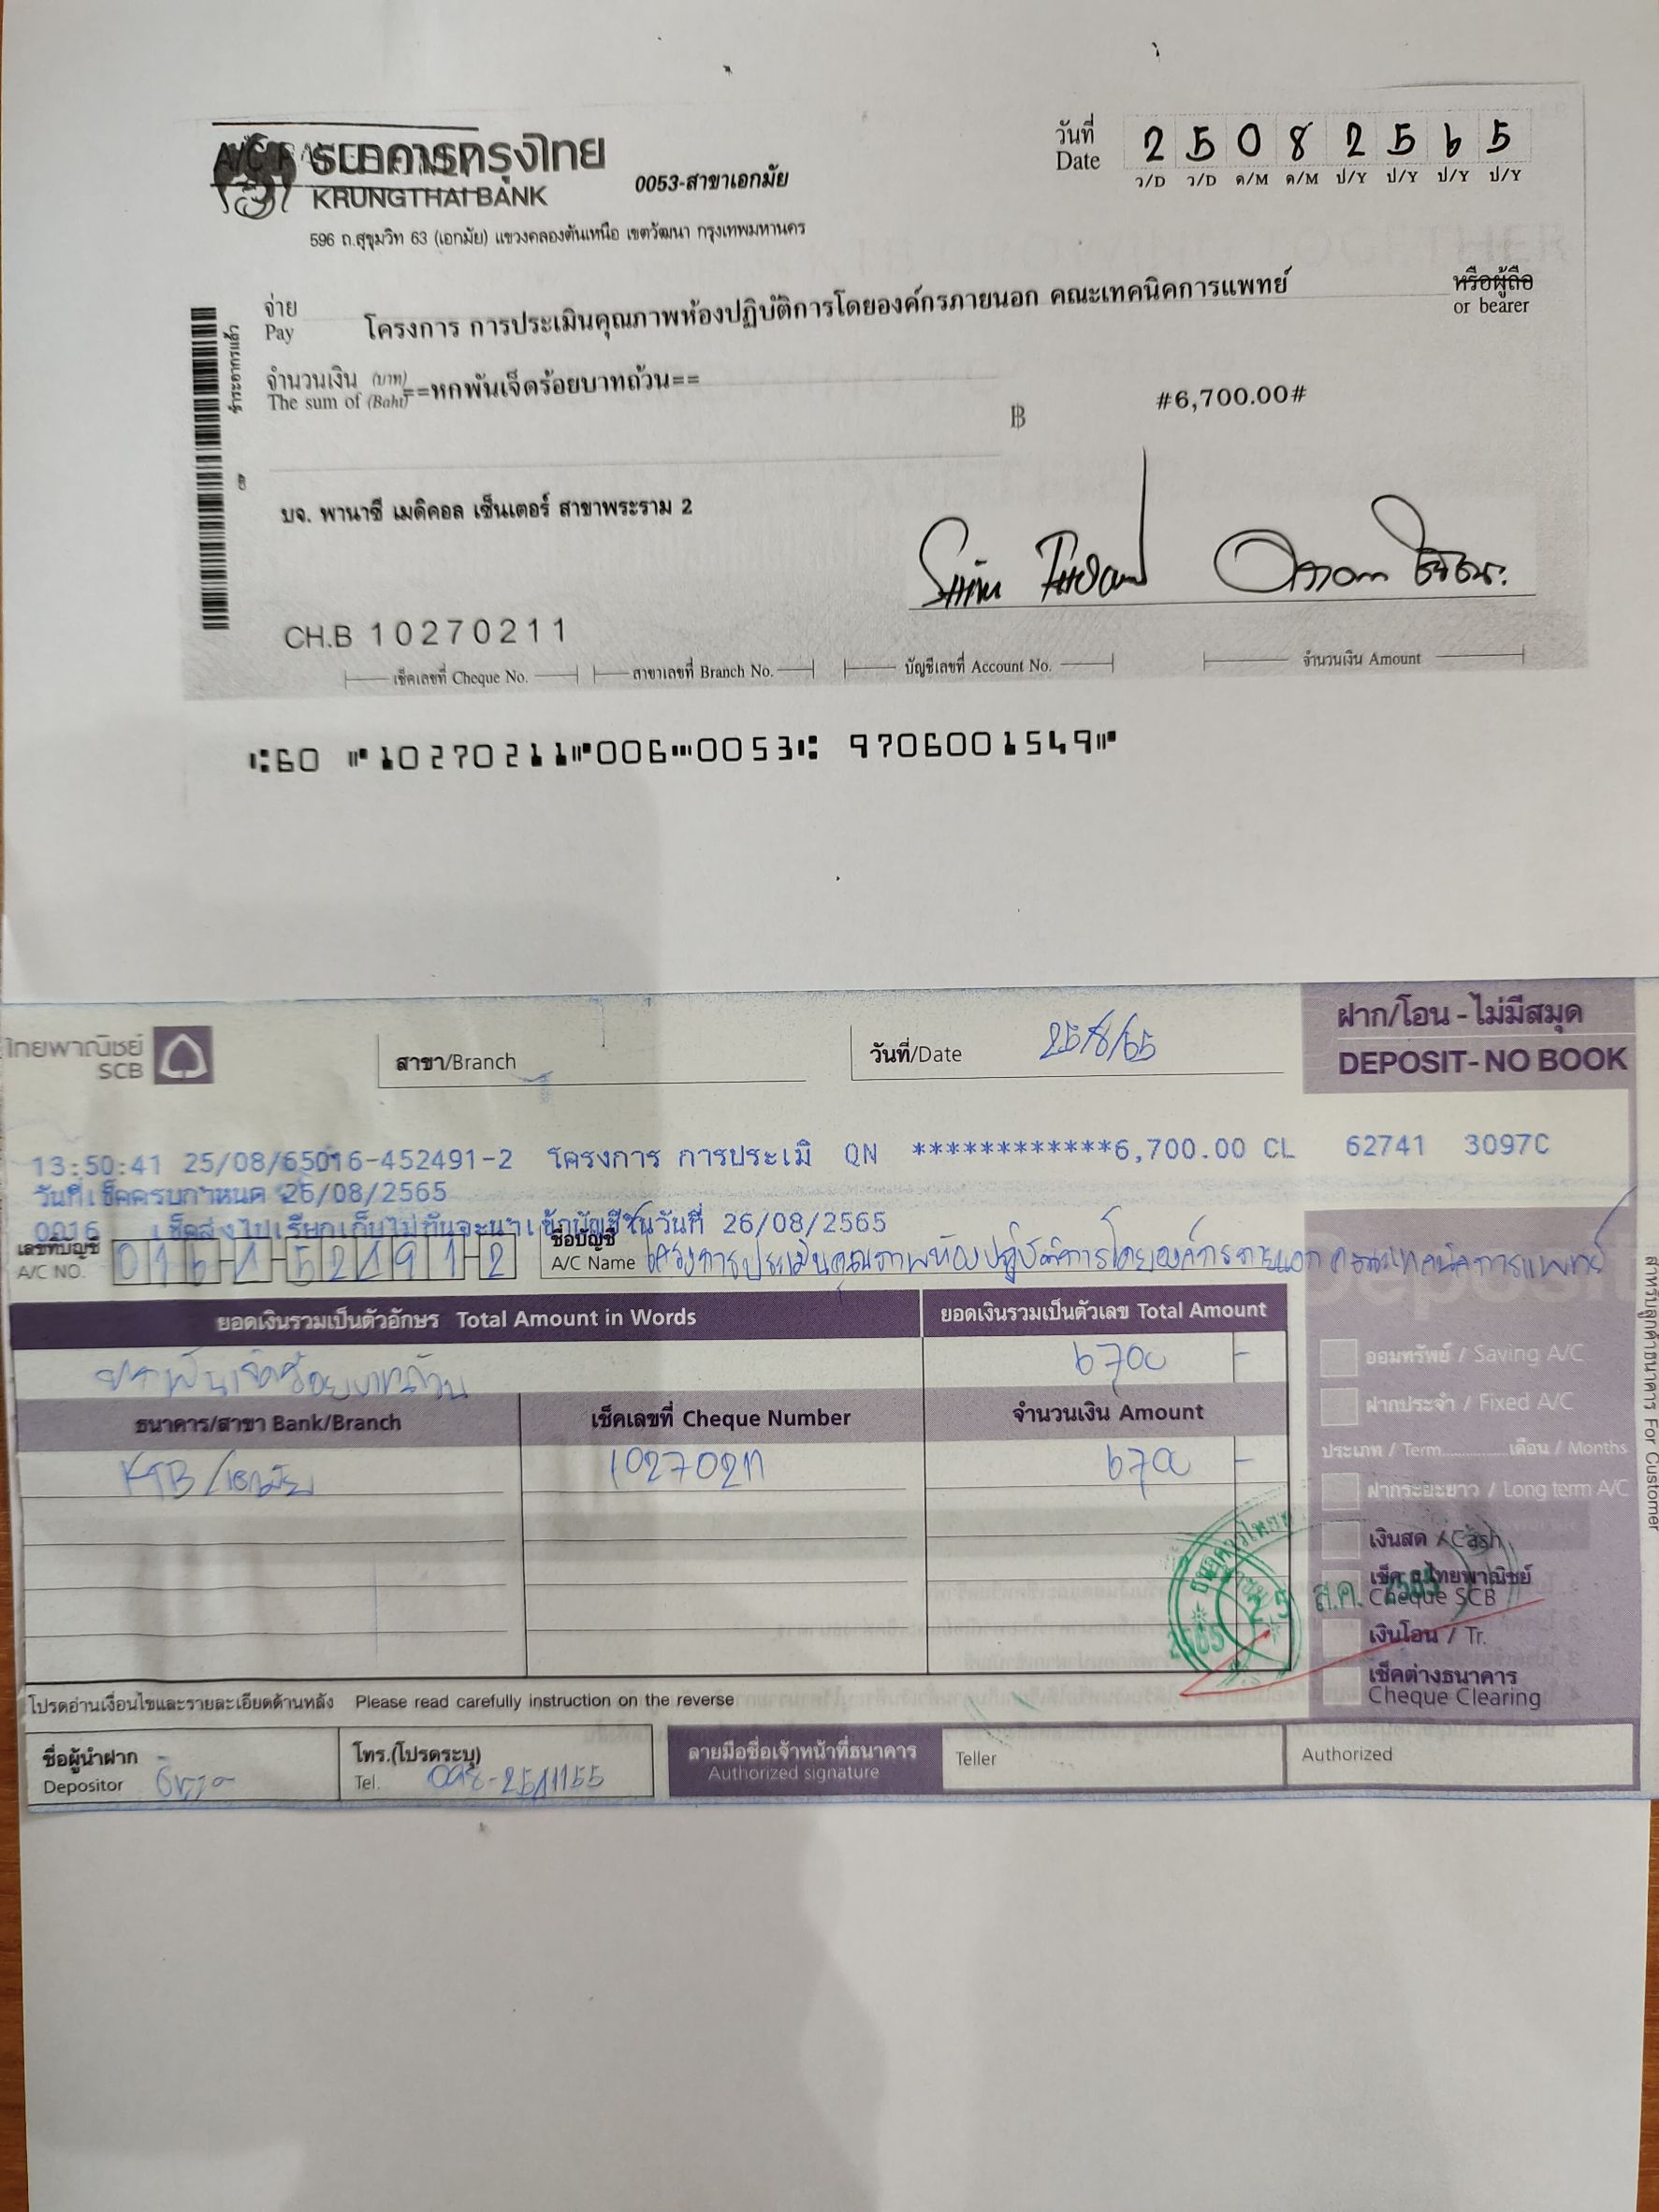 ธนาคารกรุงไทย
KRUNGTHAI BANK
0053-สาขาเอกมัย
596 ถ.สุขุมวิท 63 (เอกมัย) แขวงคลองตันเหนือ เขตวัฒนา กรุงเทพมหานคร
วันที่ 2 5 0 8 2 5 6 5
Date ว/D ว/D ด/M ด/M ป/Y ป/Y ป/Y ป/Y
ชำระอากรแล้ว
จ่าย
Pay โครงการ การประเมินคุณภาพห้องปฏิบัติการโดยองค์กรภายนอก คณะเทคนิคการแพทย์
หรือผู้ถือ
or bearer
จำนวนเงิน (บาท)
The sum of (Baht) ==หกพันเจ็ดร้อยบาทถ้วน==
฿ #6,700.00#
บจ. พานาซี เมดิคอล เซ็นเตอร์ สาขาพระราม 2
CH.B 10270211
เช็คเลขที่ Cheque No. สาขาเลขที่ Branch No. บัญชีเลขที่ Account No. จำนวนเงิน Amount
⑆60 ⑈10270211⑈006⑉0053⑆ 9706001549⑈
ไทยพาณิชย์
SCB
สาขา/Branch
วันที่/Date 25/8/65
ฝาก/โอน - ไม่มีสมุด
DEPOSIT - NO BOOK
13:50:41 25/08/65016-452491-2 โครงการ การประเมิ QN ************6,700.00 CL 62741 3097C
วันที่เช็คครบกำหนด 26/08/2565
0016 เช็คส่งไปเรียกเก็บไม่ทันจะนำเข้าบัญชีในวันที่ 26/08/2565
เลขที่บัญชี
A/C NO. 016-1-52191-2
ชื่อบัญชี
A/C Name โครงการประเมินคุณภาพห้องปฏิบัติการโดยองค์กรภายนอก คณะเทคนิคการแพทย์
ยอดเงินรวมเป็นตัวอักษร Total Amount in Words
ยอดเงินรวมเป็นตัวเลข Total Amount
หกพันเจ็ดร้อยบาทถ้วน
6700 -
ธนาคาร/สาขา Bank/Branch
เช็คเลขที่ Cheque Number
จำนวนเงิน Amount
KTB/เอกมัย
10270211
6700 -
ออมทรัพย์ / Saving A/C
ฝากประจำ / Fixed A/C
ประเภท / Term............เดือน / Months
ฝากระยะยาว / Long term A/C
เงินสด / Cash
เช็ค ธ.ไทยพาณิชย์
Cheque SCB
เงินโอน / Tr.
เช็คต่างธนาคาร
Cheque Clearing
25 ส.ค. 2565
สำหรับลูกค้าธนาคาร For Customer
โปรดอ่านเงื่อนไขและรายละเอียดด้านหลัง Please read carefully instruction on the reverse
ชื่อผู้นำฝาก
Depositor
โทร.(โปรดระบุ)
Tel. 098-2511155
ลายมือชื่อเจ้าหน้าที่ธนาคาร
Authorized signature
Teller
Authorized